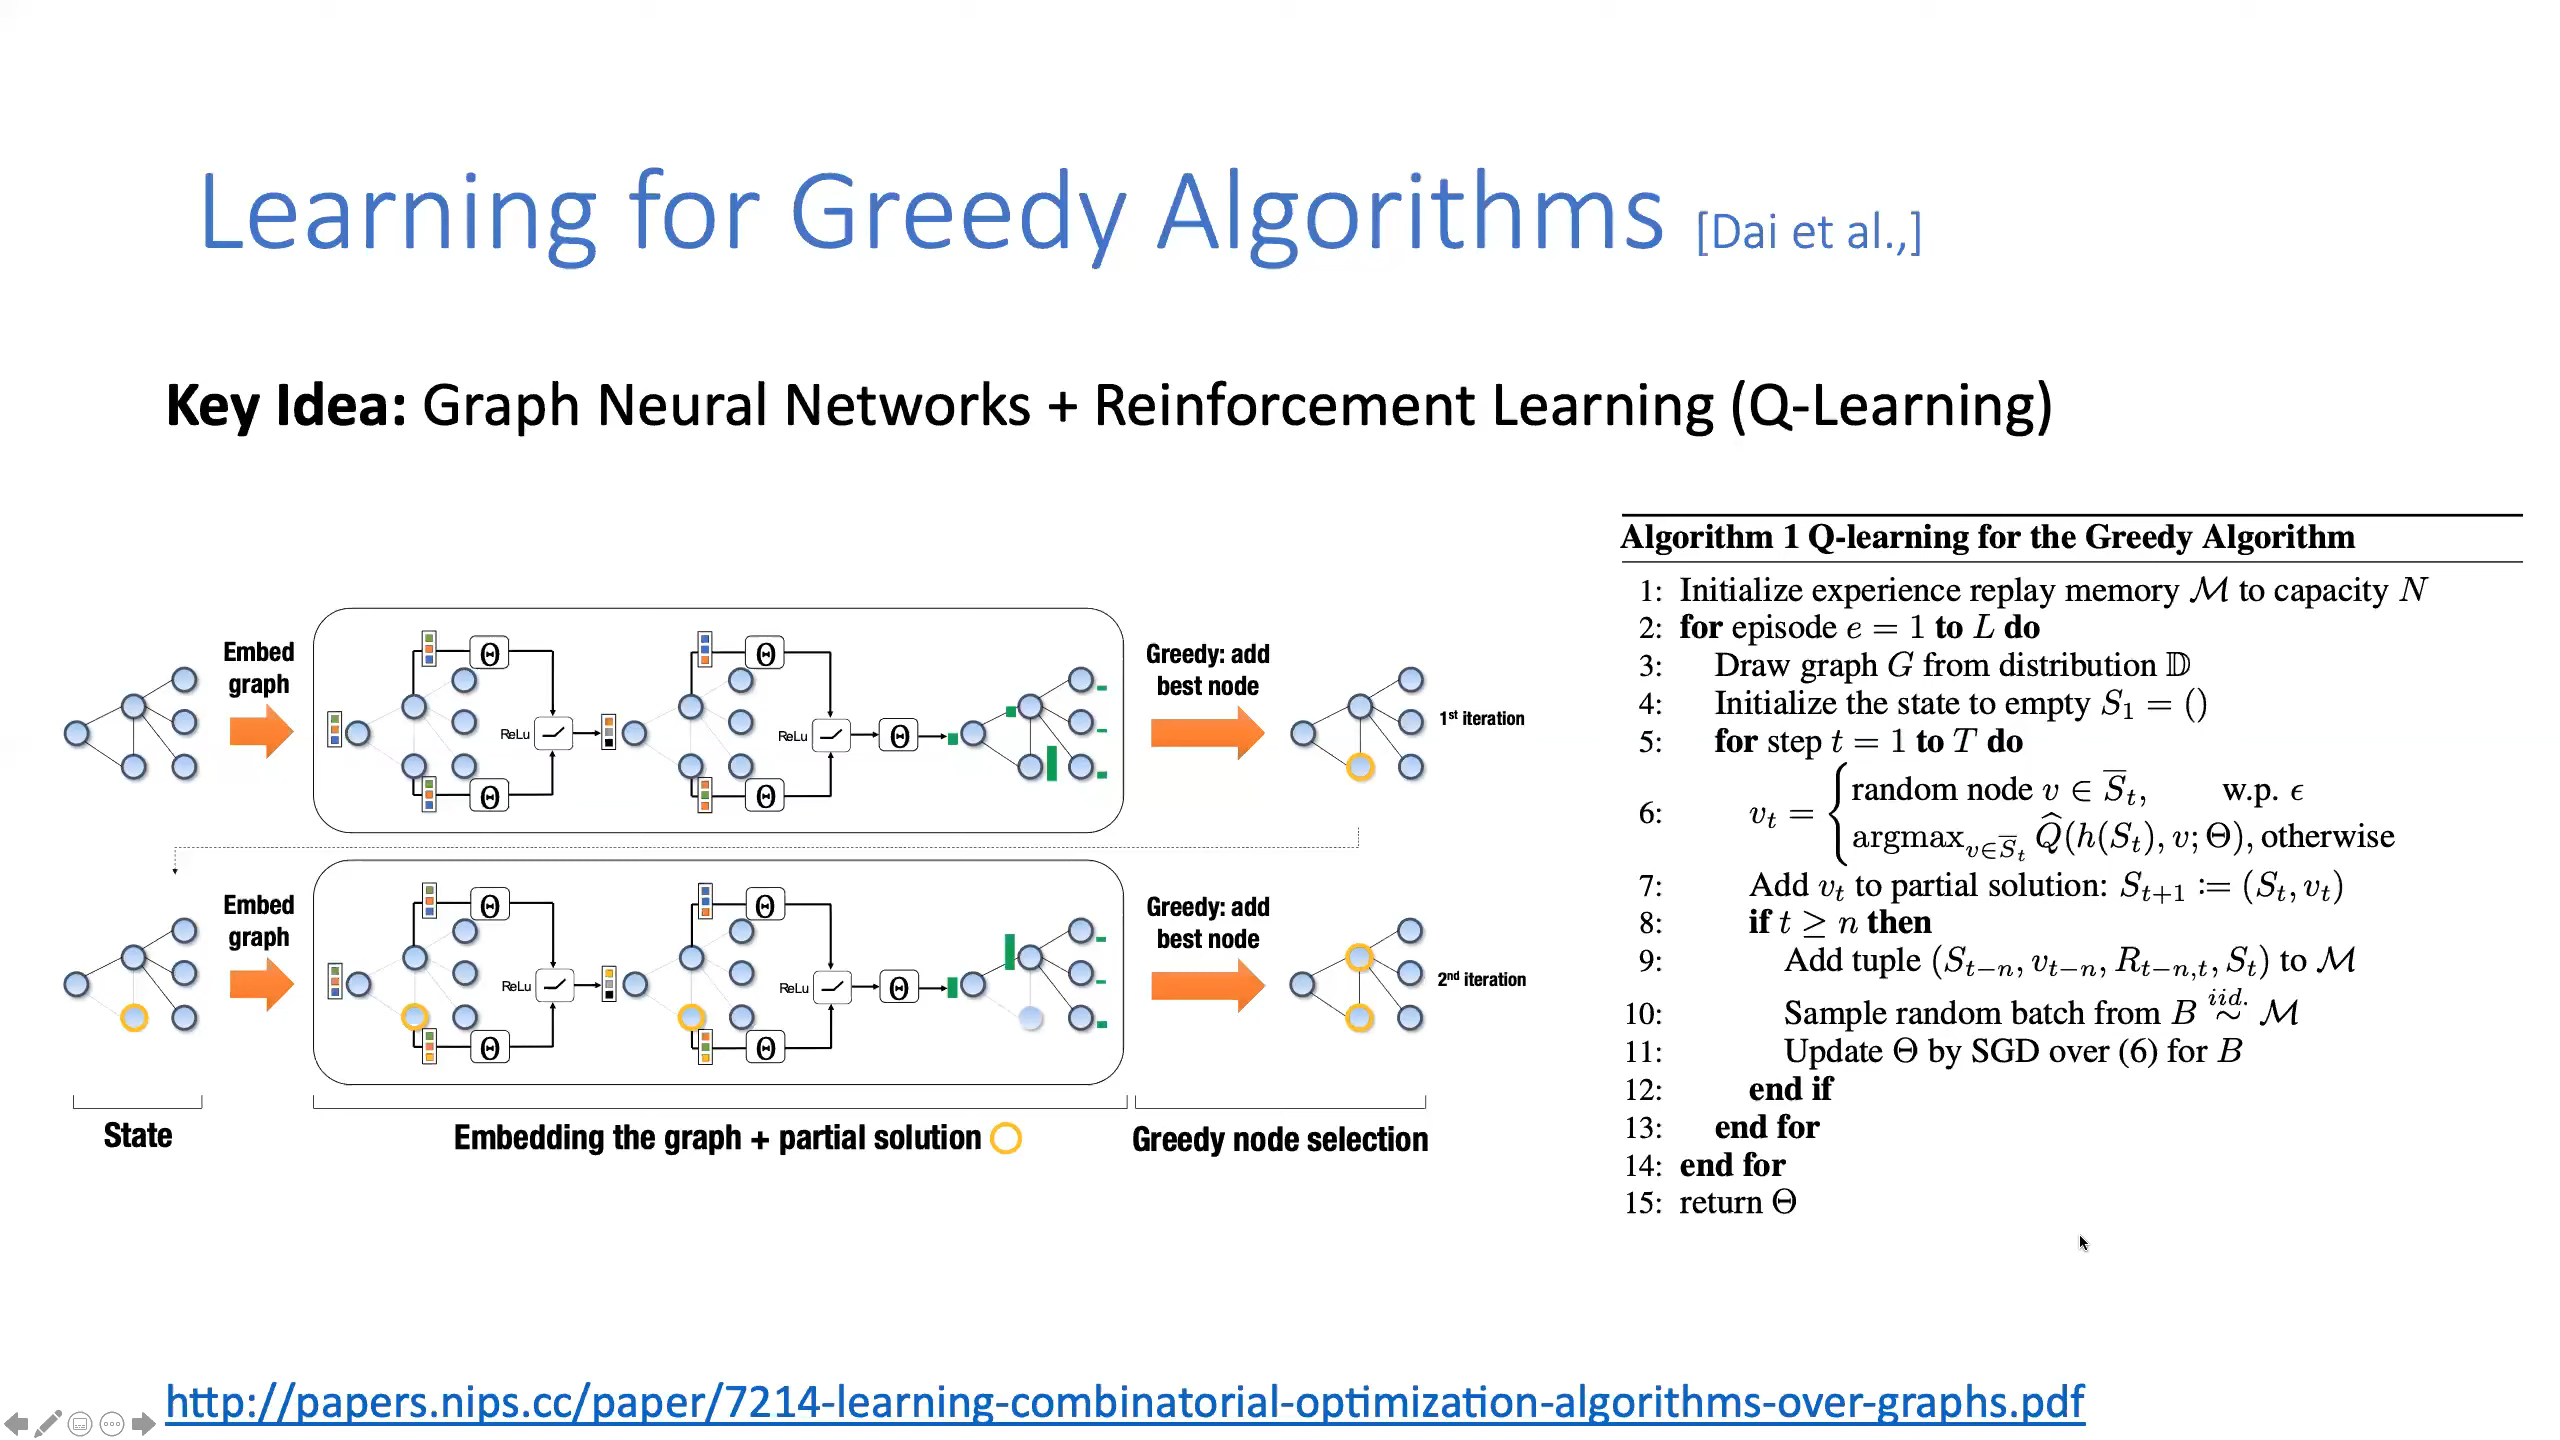 Learning for Greedy Algorithms [Dai et al.,]
Key Idea: Graph Neural Networks + Reinforcement Learning (Q-Learning)
Embed
graph
Θ
Θ
ReLu
Θ
Θ
ReLu
Θ
Greedy: add
best node
1st iteration
Embed
graph
Θ
Θ
ReLu
Θ
Θ
ReLu
Θ
Greedy: add
best node
2nd iteration
State
Embedding the graph + partial solution
Greedy node selection
Algorithm 1 Q-learning for the Greedy Algorithm
1: Initialize experience replay memory ℳ to capacity N
2: for episode e = 1 to L do
3: Draw graph G from distribution 𝔻
4: Initialize the state to empty S₁ = ()
5: for step t = 1 to T do
6: vₜ = { random node v ∈ S̅ₜ, w.p. ϵ
argmax_{v∈S̅ₜ} Q̂(h(Sₜ), v; Θ), otherwise
7: Add vₜ to partial solution: Sₜ₊₁ := (Sₜ, vₜ)
8: if t ≥ n then
9: Add tuple (Sₜ₋ₙ, vₜ₋ₙ, R_{t−n,t}, Sₜ) to ℳ
10: Sample random batch from B ~^{iid.} ℳ
11: Update Θ by SGD over (6) for B
12: end if
13: end for
14: end for
15: return Θ
http://papers.nips.cc/paper/7214-learning-combinatorial-optimization-algorithms-over-graphs.pdf